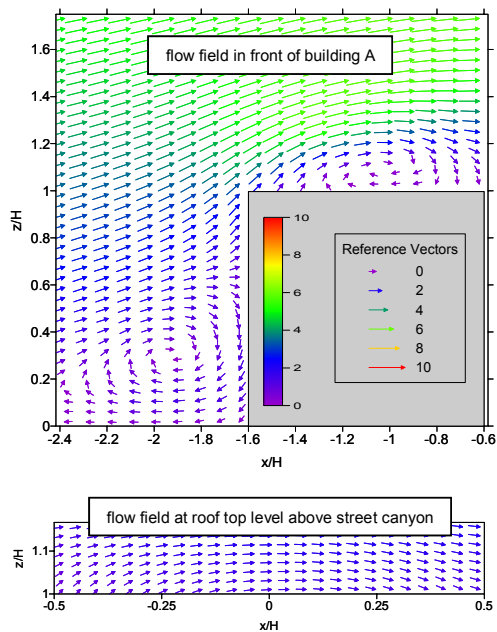 flow field in front of building A
1.6
1.4
1.2
1
0.8
0.6
0.4
0.2
0
z/H
10
8
6
4
2
0
Reference Vectors
0
2
4
6
8
10
-2.4 -2.2 -2 -1.8 -1.6 -1.4 -1.2 -1 -0.8 -0.6
x/H
flow field at roof top level above street canyon
z/H
1.1
1
-0.5 -0.25 0 0.25 0.5
x/H